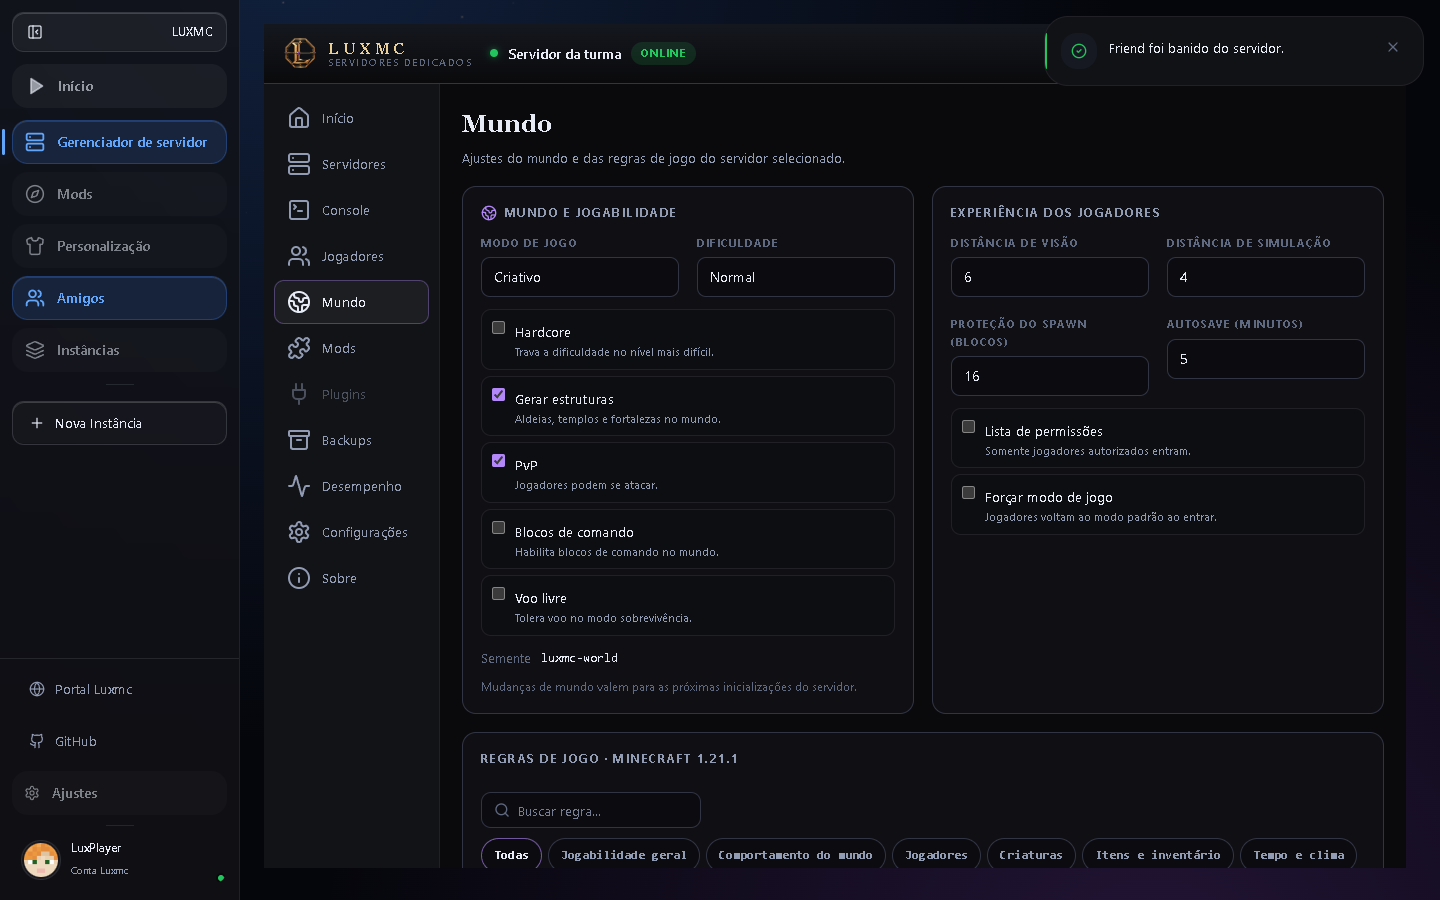 LUXMC
Início
Gerenciador de servidor
Mods
Personalização
Amigos
Instâncias
Nova Instância
Portal Luxmc
GitHub
Ajustes
LuxPlayer
Conta Luxmc
LUXMC
SERVIDORES DEDICADOS
Servidor da turma
ONLINE
Friend foi banido do servidor.
Início
Servidores
Console
Jogadores
Mundo
Mods
Plugins
Backups
Desempenho
Configurações
Sobre
Mundo
Ajustes do mundo e das regras de jogo do servidor selecionado.
MUNDO E JOGABILIDADE
MODO DE JOGO
DIFICULDADE
Criativo
Normal
Hardcore
Trava a dificuldade no nível mais difícil.
Gerar estruturas
Aldeias, templos e fortalezas no mundo.
PvP
Jogadores podem se atacar.
Blocos de comando
Habilita blocos de comando no mundo.
Voo livre
Tolera voo no modo sobrevivência.
Semente luxmc-world
Mudanças de mundo valem para as próximas inicializações do servidor.
EXPERIÊNCIA DOS JOGADORES
DISTÂNCIA DE VISÃO
DISTÂNCIA DE SIMULAÇÃO
6
4
PROTEÇÃO DO SPAWN
(BLOCOS)
AUTOSAVE (MINUTOS)
16
5
Lista de permissões
Somente jogadores autorizados entram.
Forçar modo de jogo
Jogadores voltam ao modo padrão ao entrar.
REGRAS DE JOGO · MINECRAFT 1.21.1
Buscar regra...
Todas
Jogabilidade geral
Comportamento do mundo
Jogadores
Criaturas
Itens e inventário
Tempo e clima